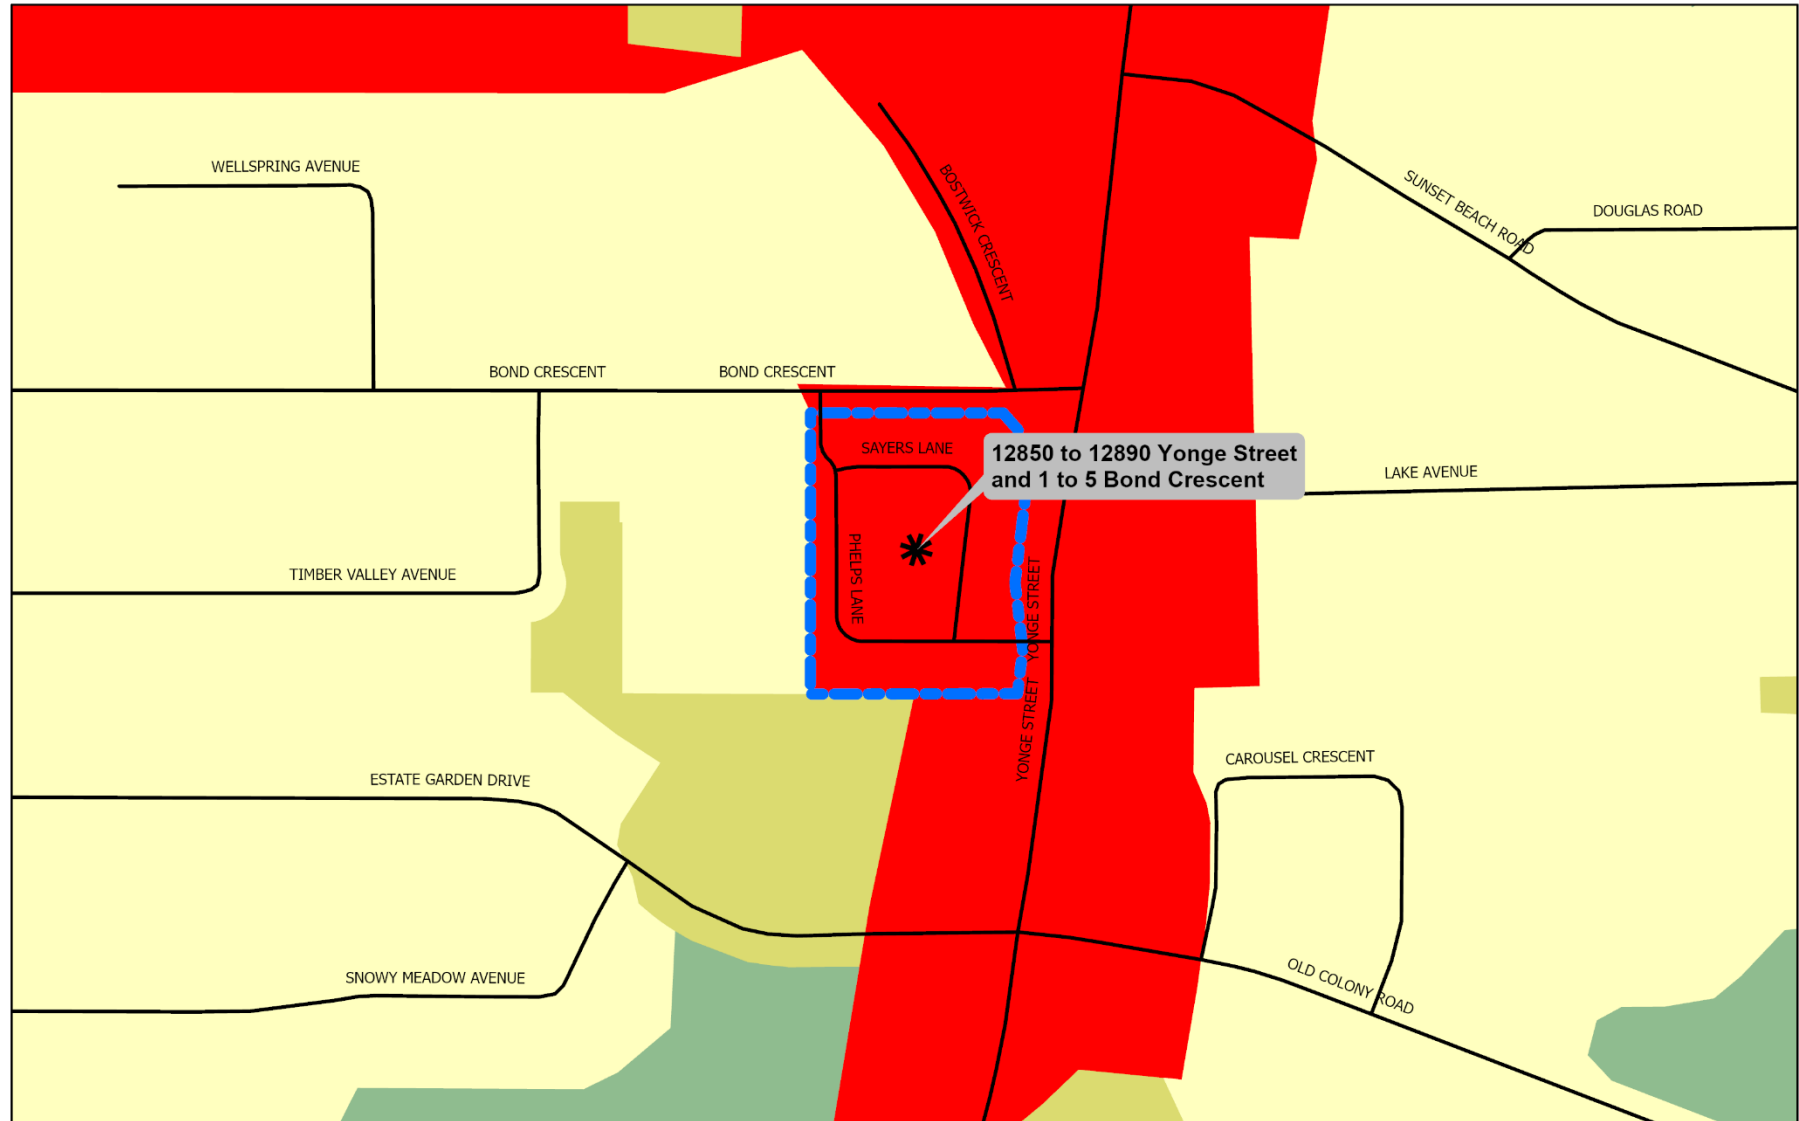 WELLSPRING AVENUE
BOSTWICK CRESCENT
SUNSET BEACH ROAD
DOUGLAS ROAD
BOND CRESCENT
BOND CRESCENT
SAYERS LANE
12850 to 12890 Yonge Street
and 1 to 5 Bond Crescent
LAKE AVENUE
PHELPS LANE
TIMBER VALLEY AVENUE
YONGE STREET
YONGE STREET
CAROUSEL CRESCENT
ESTATE GARDEN DRIVE
SNOWY MEADOW AVENUE
OLD COLONY ROAD